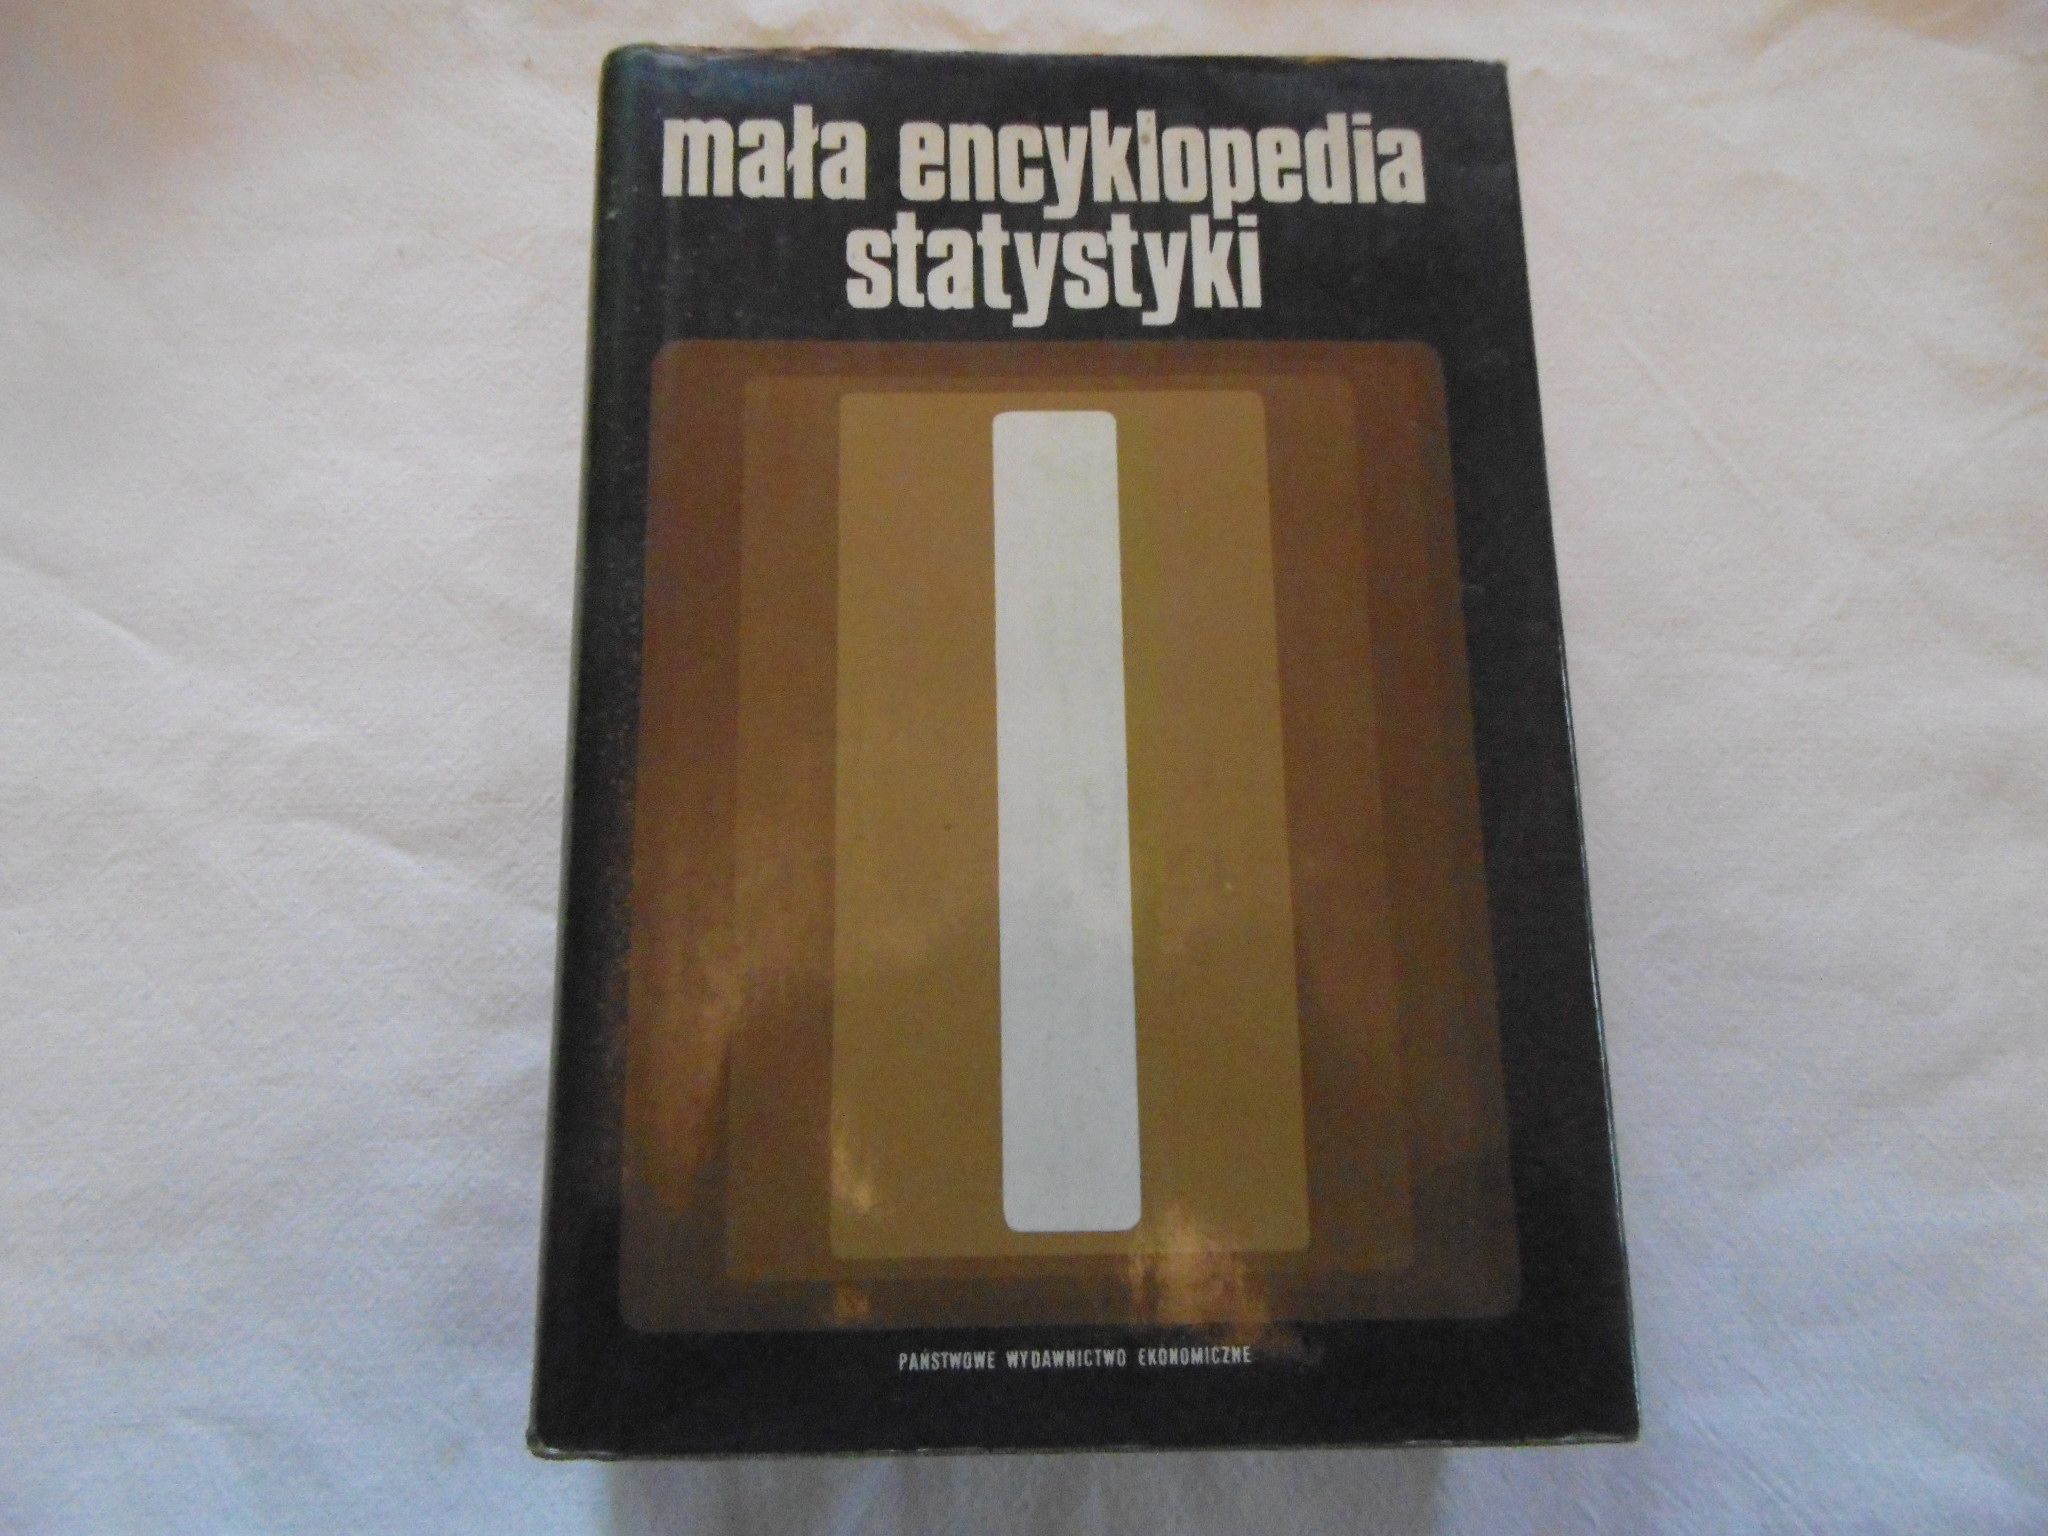 mała encyklopedia
statystyki
PAŃSTWOWE WYDAWNICTWO EKONOMICZNE